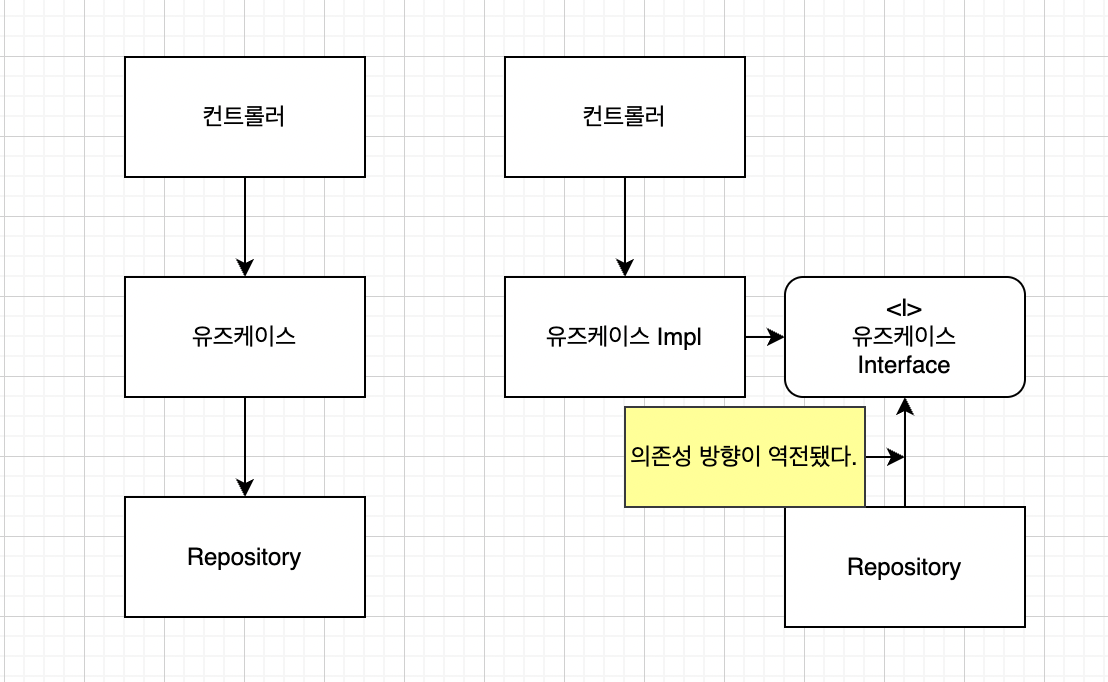 컨트롤러
컨트롤러
유즈케이스
유즈케이스 Impl
<I>
유즈케이스
Interface
의존성 방향이 역전됐다.
Repository
Repository